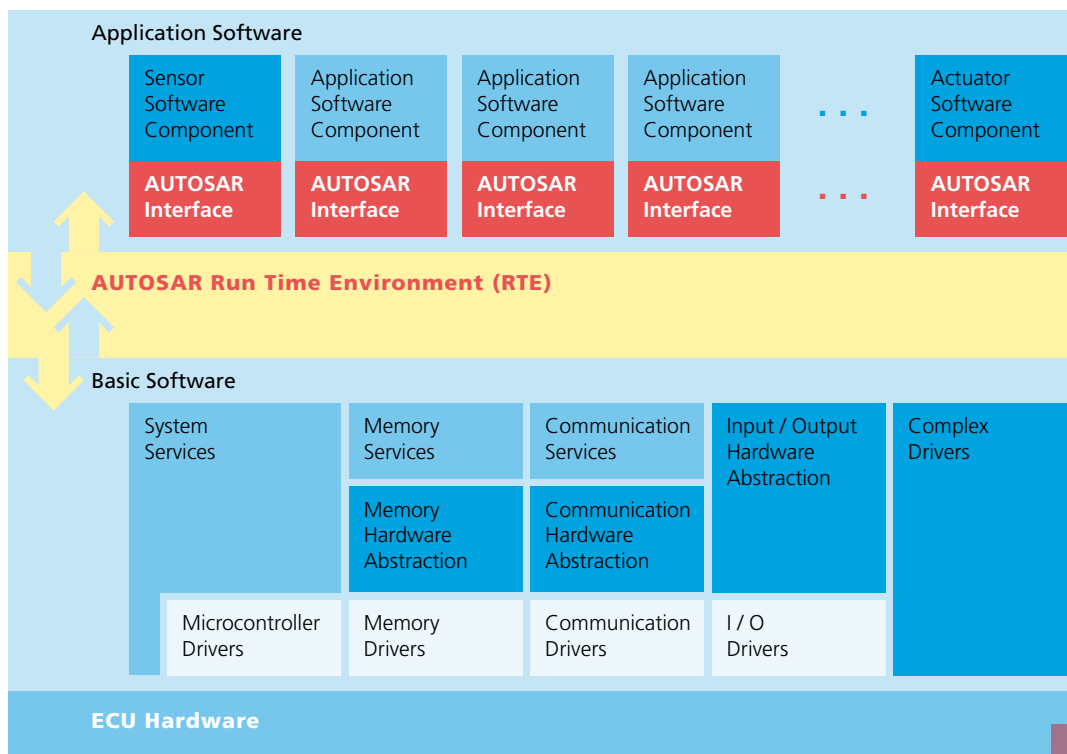 Application Software
Sensor
Software
Component
Application
Software
Component
Application
Software
Component
Application
Software
Component
. . .
Actuator
Software
Component
AUTOSAR
Interface
AUTOSAR
Interface
AUTOSAR
Interface
AUTOSAR
Interface
. . .
AUTOSAR
Interface
AUTOSAR Run Time Environment (RTE)
Basic Software
System
Services
Memory
Services
Communication
Services
Input / Output
Hardware
Abstraction
Complex
Drivers
Memory
Hardware
Abstraction
Communication
Hardware
Abstraction
Microcontroller
Drivers
Memory
Drivers
Communication
Drivers
I / O
Drivers
ECU Hardware